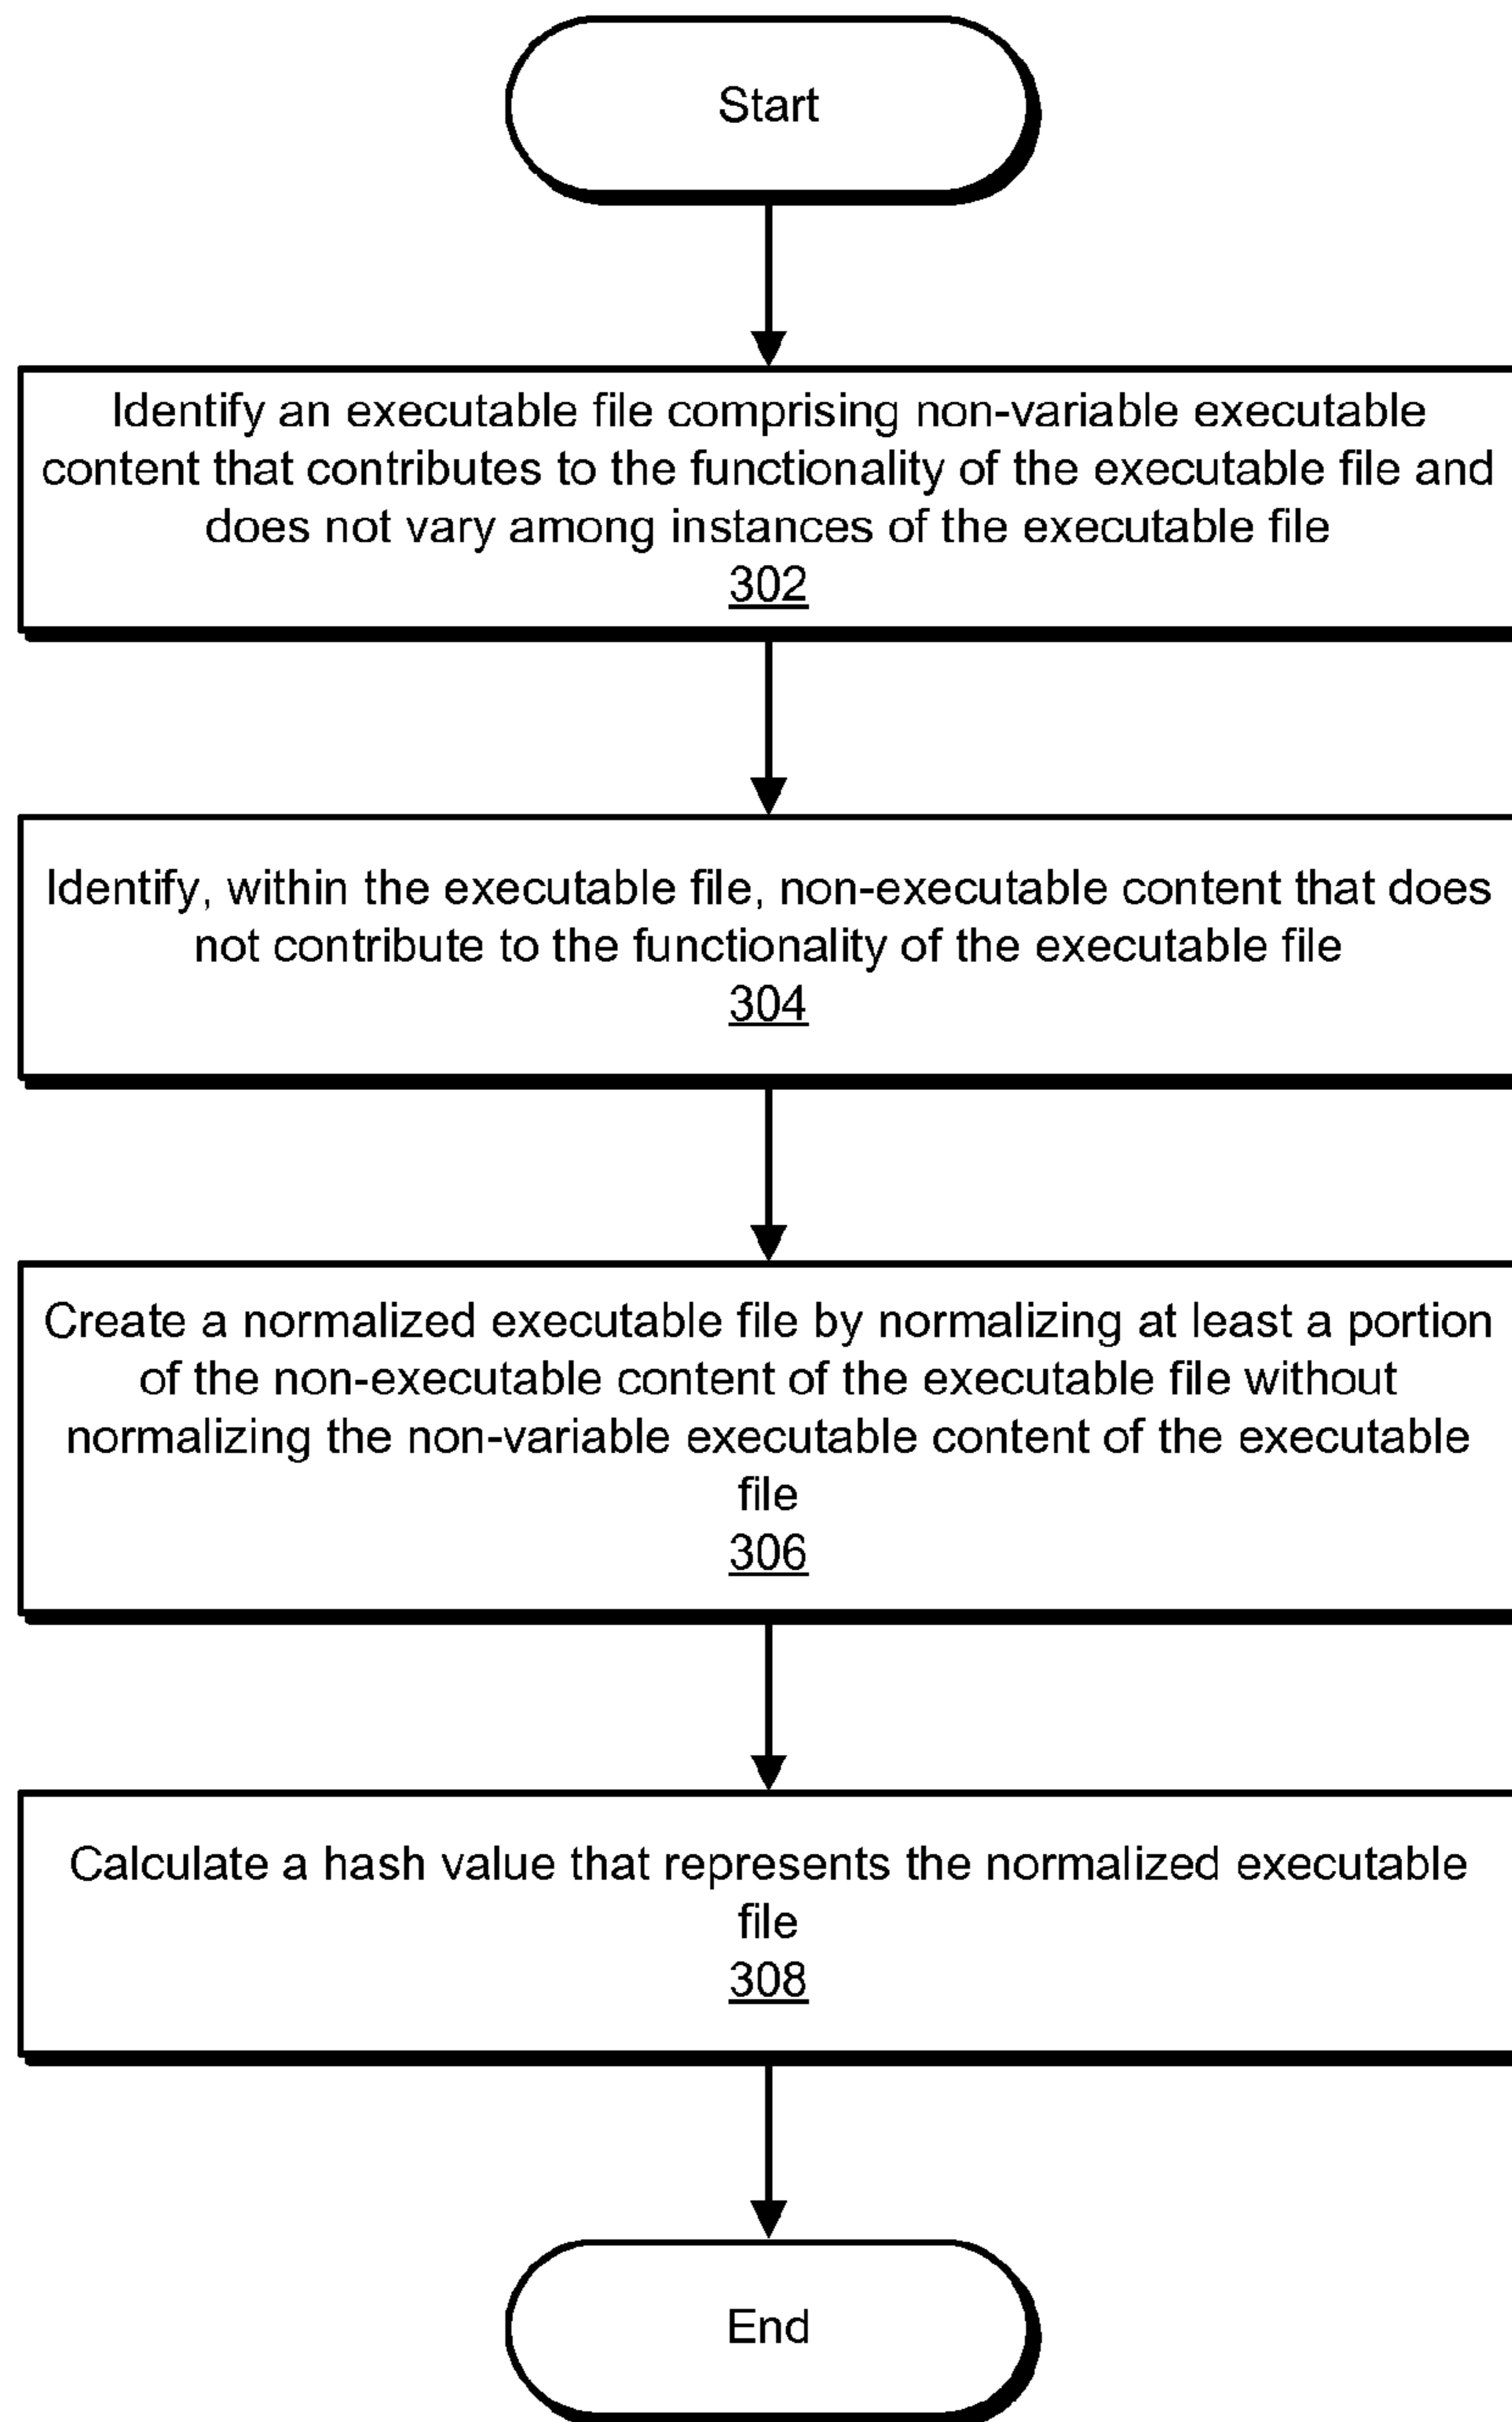 Start
Identify an executable file comprising non-variable executable
content that contributes to the functionality of the executable file and
does not vary among instances of the executable file
302
Identify, within the executable file, non-executable content that does
not contribute to the functionality of the executable file
304
Create a normalized executable file by normalizing at least a portion
of the non-executable content of the executable file without
normalizing the non-variable executable content of the executable
file
306
Calculate a hash value that represents the normalized executable
file
308
End